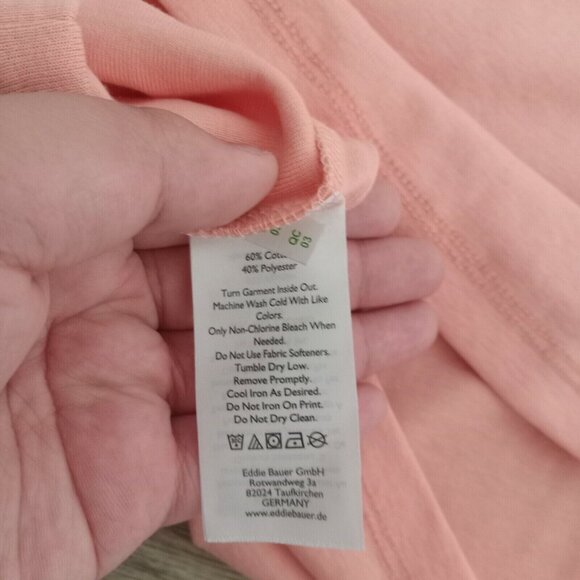 QC
03
60%
40% Polyester
Turn Garment Inside Out.
Machine Wash Cold With Like
Colors.
Only Non-Chlorine Bleach When
Needed.
Do Not Use Fabric Softeners.
Tumble Dry Low.
Remove Promptly.
Cool Iron As Desired.
Do Not Iron On Print.
Do Not Dry Clean.
Eddie Bauer GmbH
Rotwandweg 3a
82024 Taufkirchen
GERMANY
www.eddiebauer.de